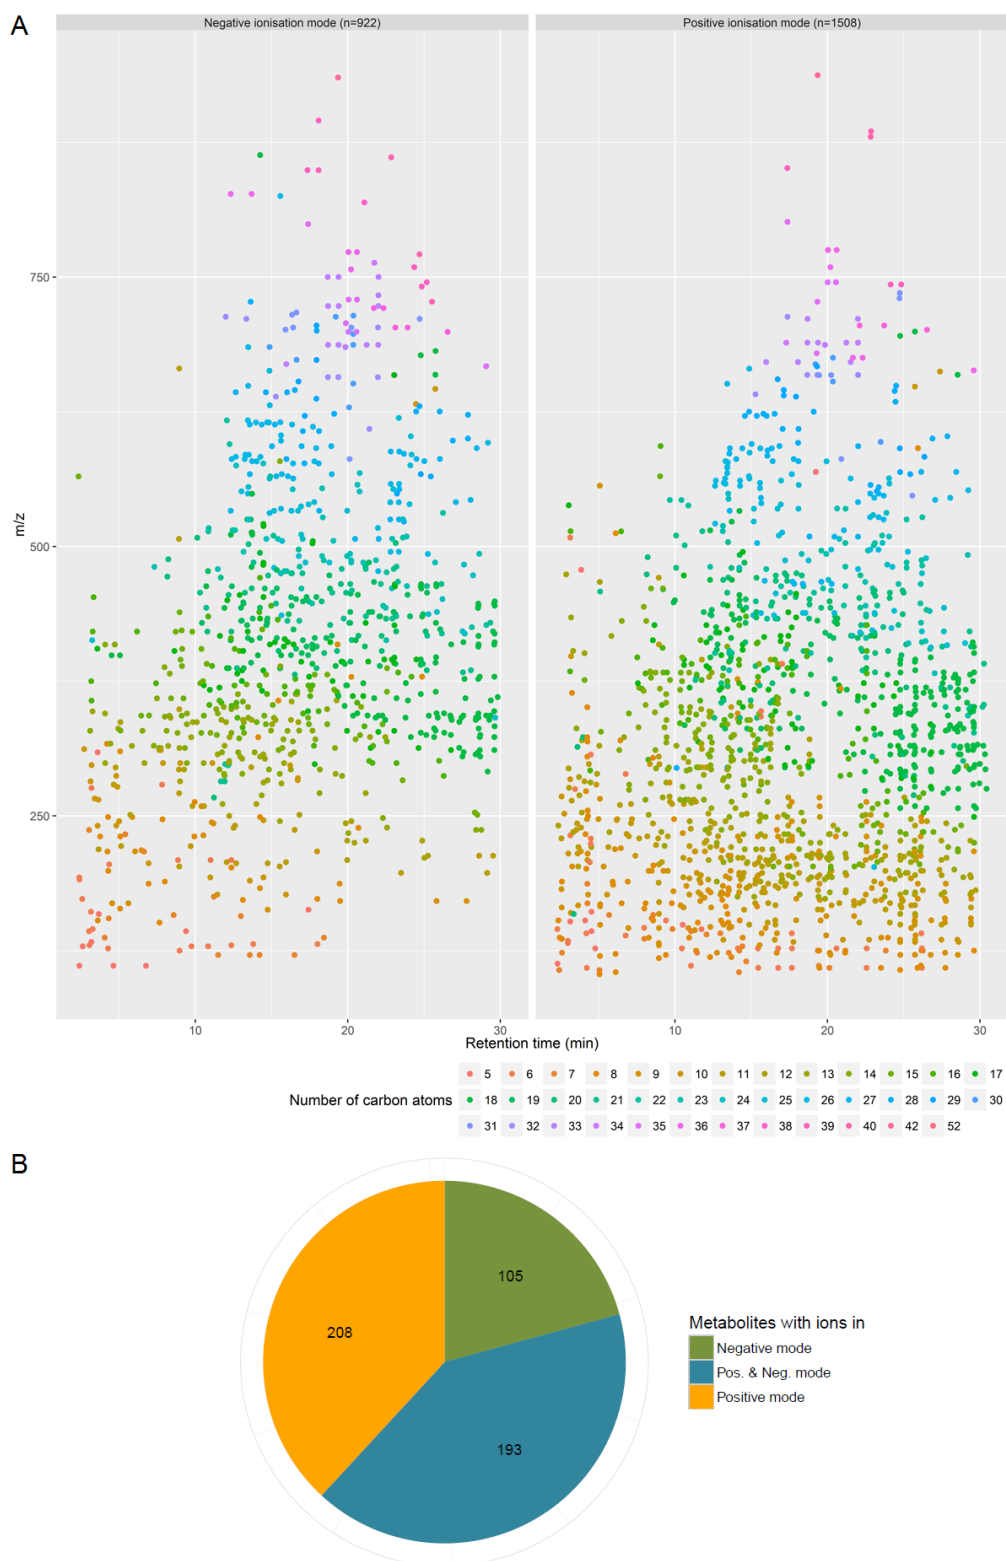 A
Negative ionisation mode (n=922)
Positive ionisation mode (n=1508)
m/z
750
500
250
10 20 30
10 20 30
Retention time (min)
Number of carbon atoms
5 6 7 8 9 10 11 12 13 14 15 16 17
18 19 20 21 22 23 24 25 26 27 28 29 30
31 32 33 34 35 36 37 38 39 40 42 52
B
105
208
193
Metabolites with ions in
Negative mode
Pos. & Neg. mode
Positive mode